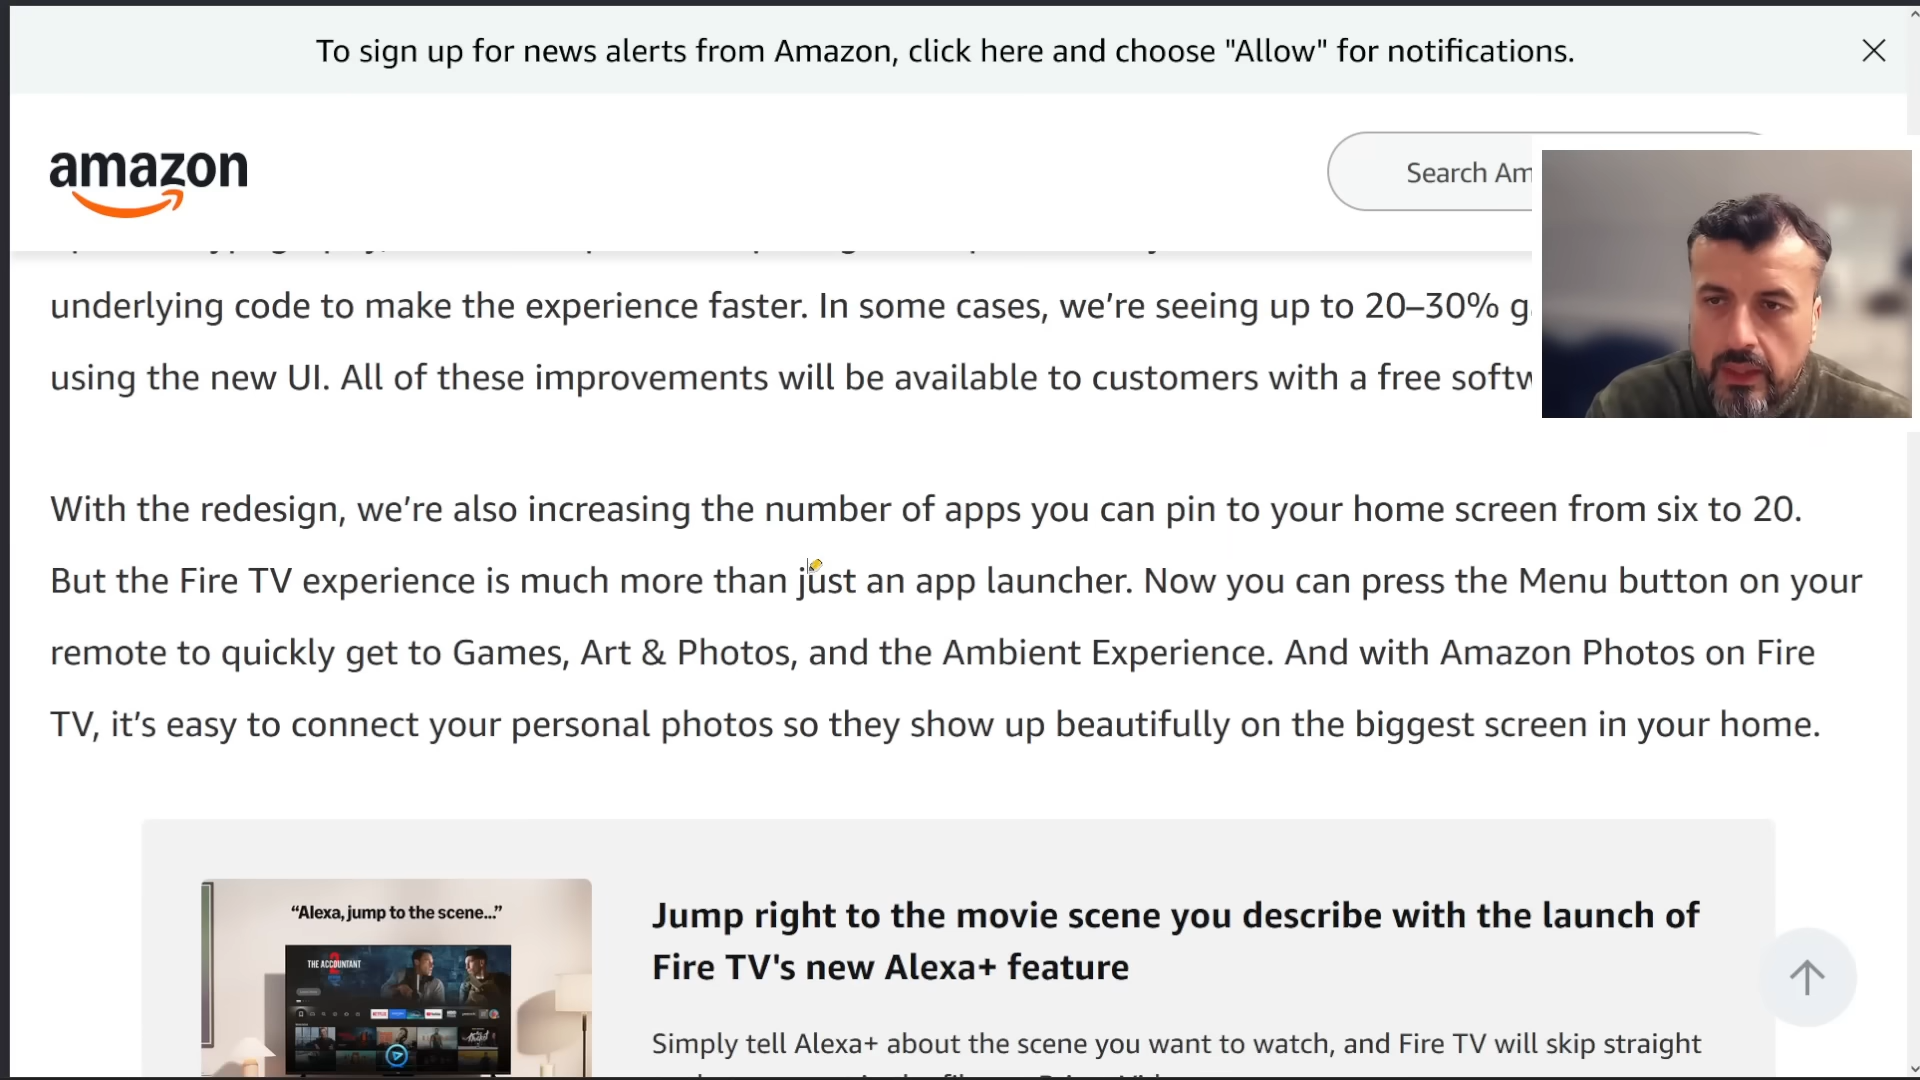 To sign up for news alerts from Amazon, click here and choose "Allow" for notifications.
amazon
Search Am
underlying code to make the experience faster. In some cases, we’re seeing up to 20–30% g
using the new UI. All of these improvements will be available to customers with a free softw
With the redesign, we’re also increasing the number of apps you can pin to your home screen from six to 20.
But the Fire TV experience is much more than just an app launcher. Now you can press the Menu button on your
remote to quickly get to Games, Art & Photos, and the Ambient Experience. And with Amazon Photos on Fire
TV, it’s easy to connect your personal photos so they show up beautifully on the biggest screen in your home.
“Alexa, jump to the scene...”
THE ACCOUNTANT
2
Jump right to the movie scene you describe with the launch of
Fire TV's new Alexa+ feature
Simply tell Alexa+ about the scene you want to watch, and Fire TV will skip straight